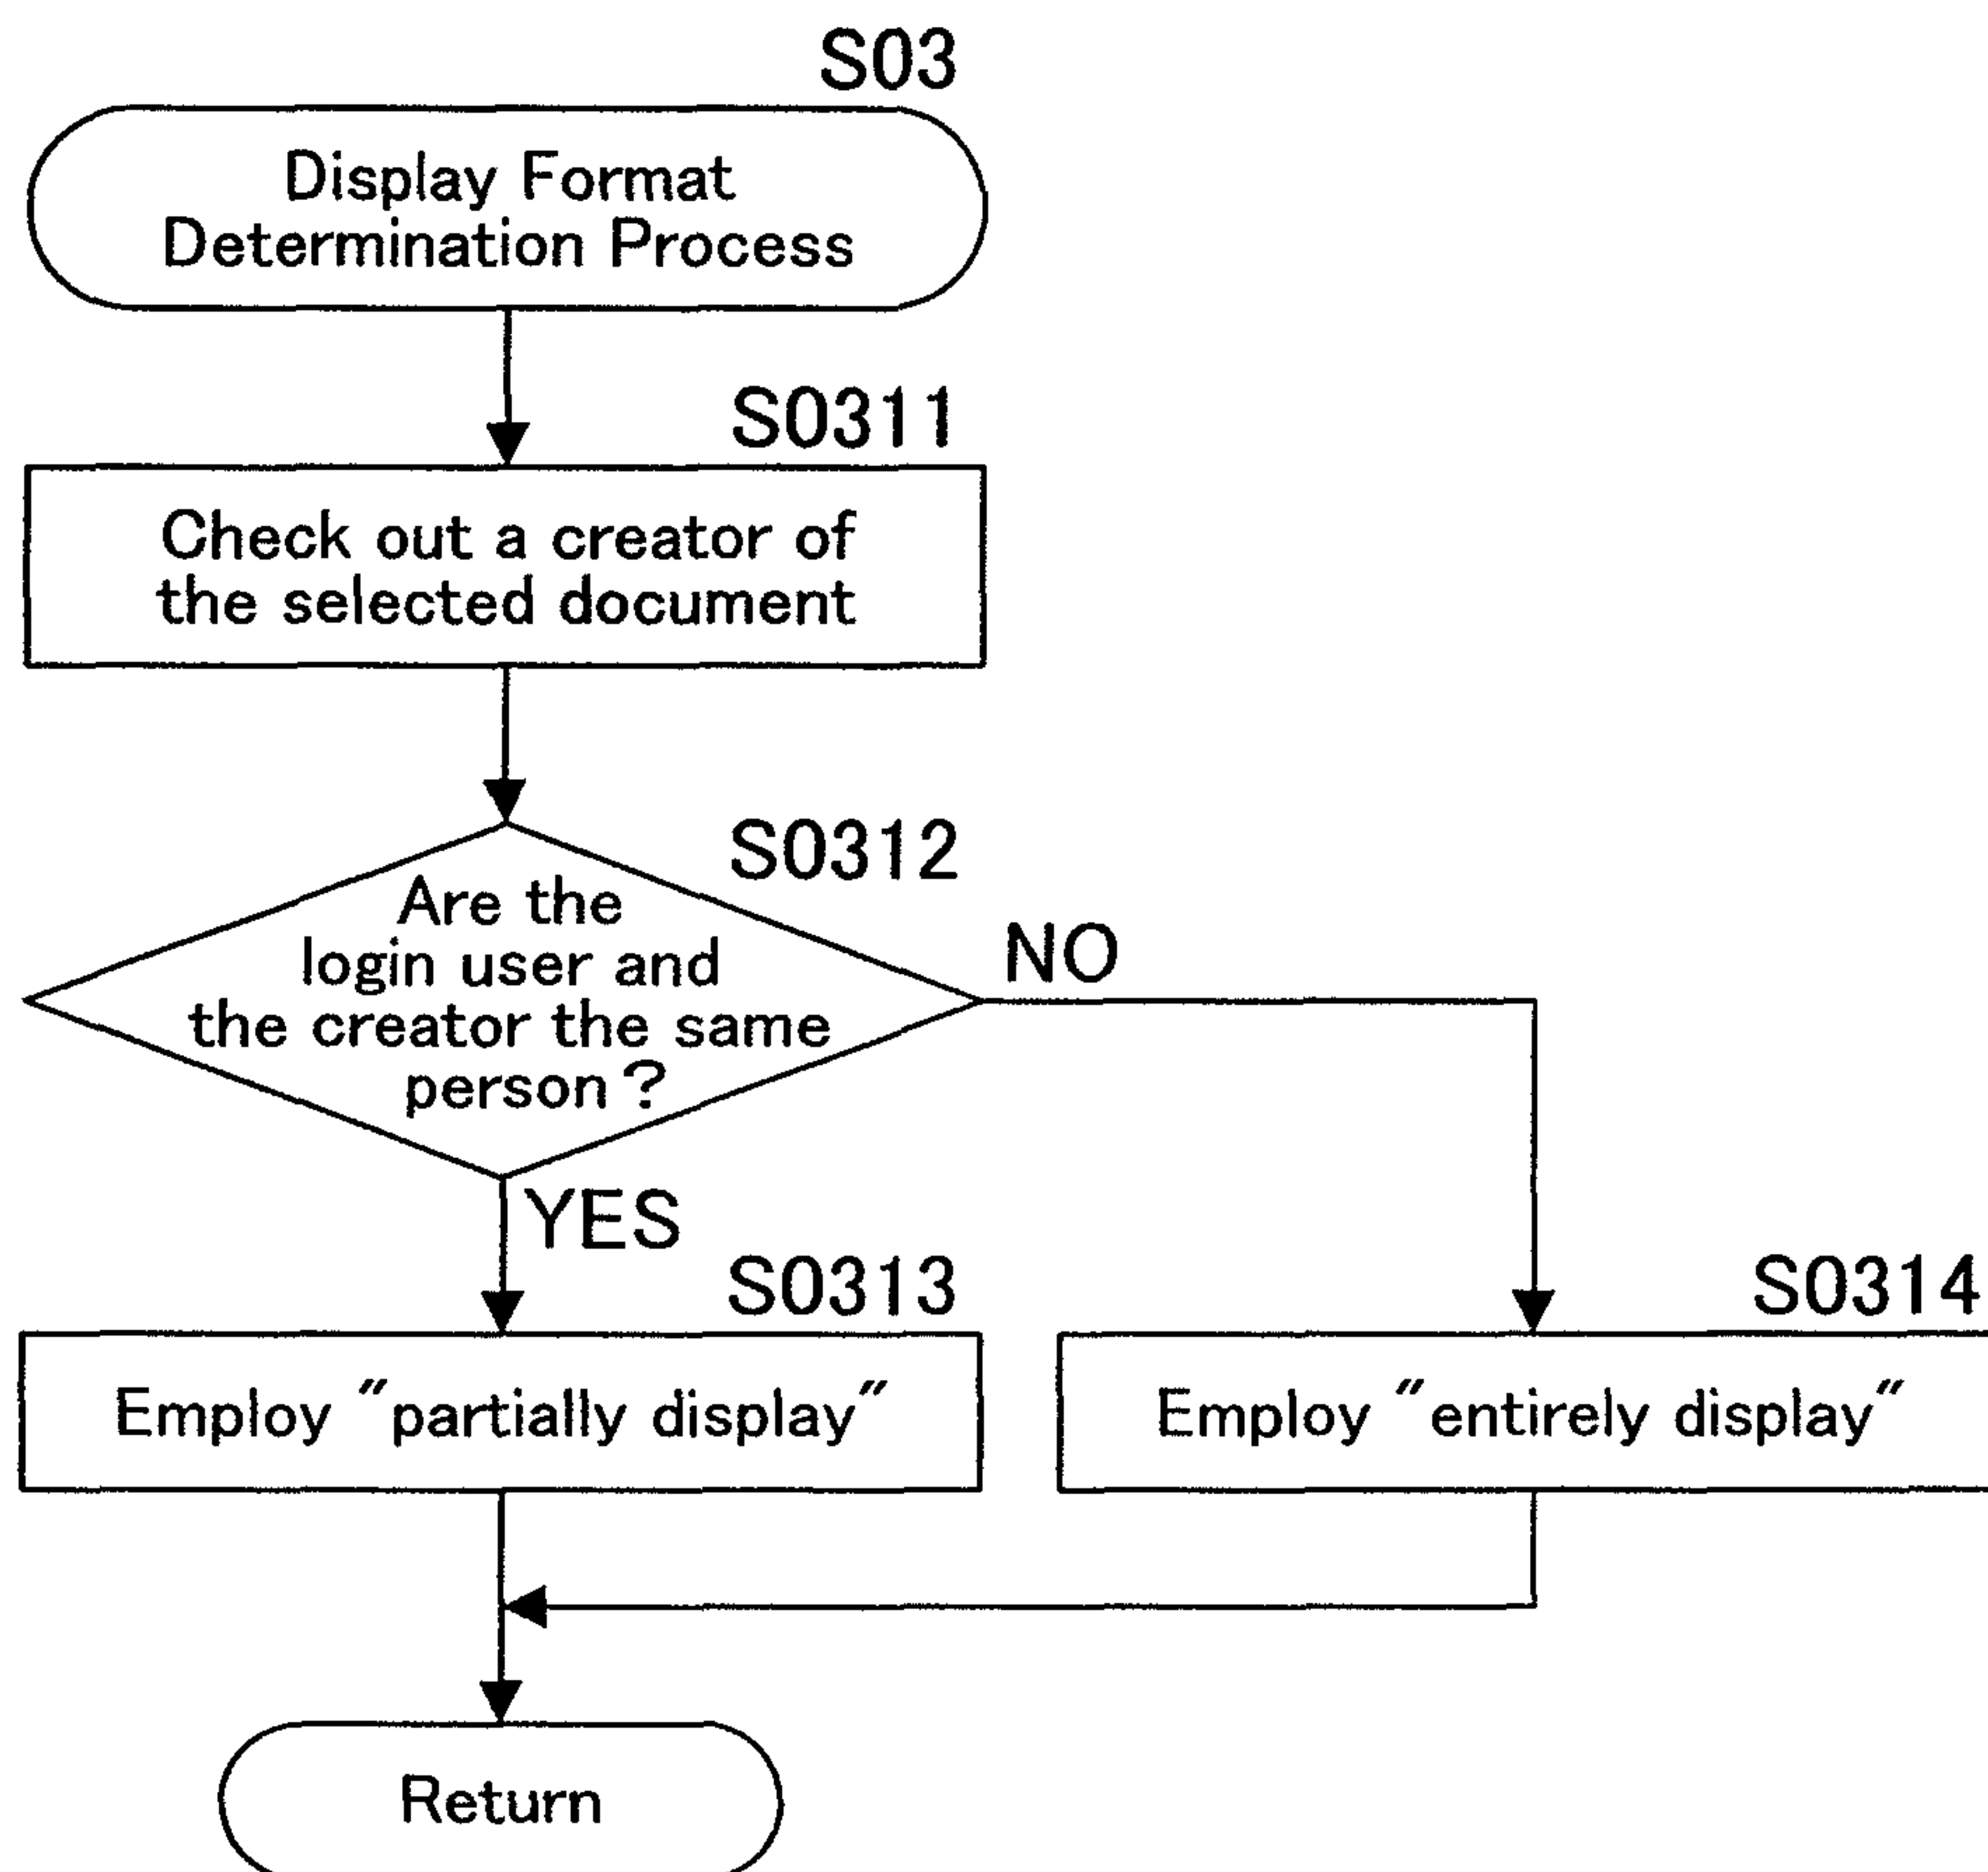 S03
Display Format
Determination Process
S0311
Check out a creator of
the selected document
S0312
Are the
login user and
the creator the same
person?
NO
YES
S0313
Employ "partially display"
S0314
Employ "entirely display"
Return